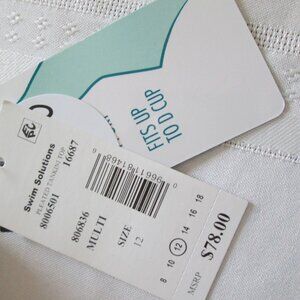 FITS UP
TO D CUP
Swim Solutions
PLEATED TANKINI TOP
8006501 16687
806836
MULTI
SIZE
12
8 10 12 14 16 18
MSRP $78.00